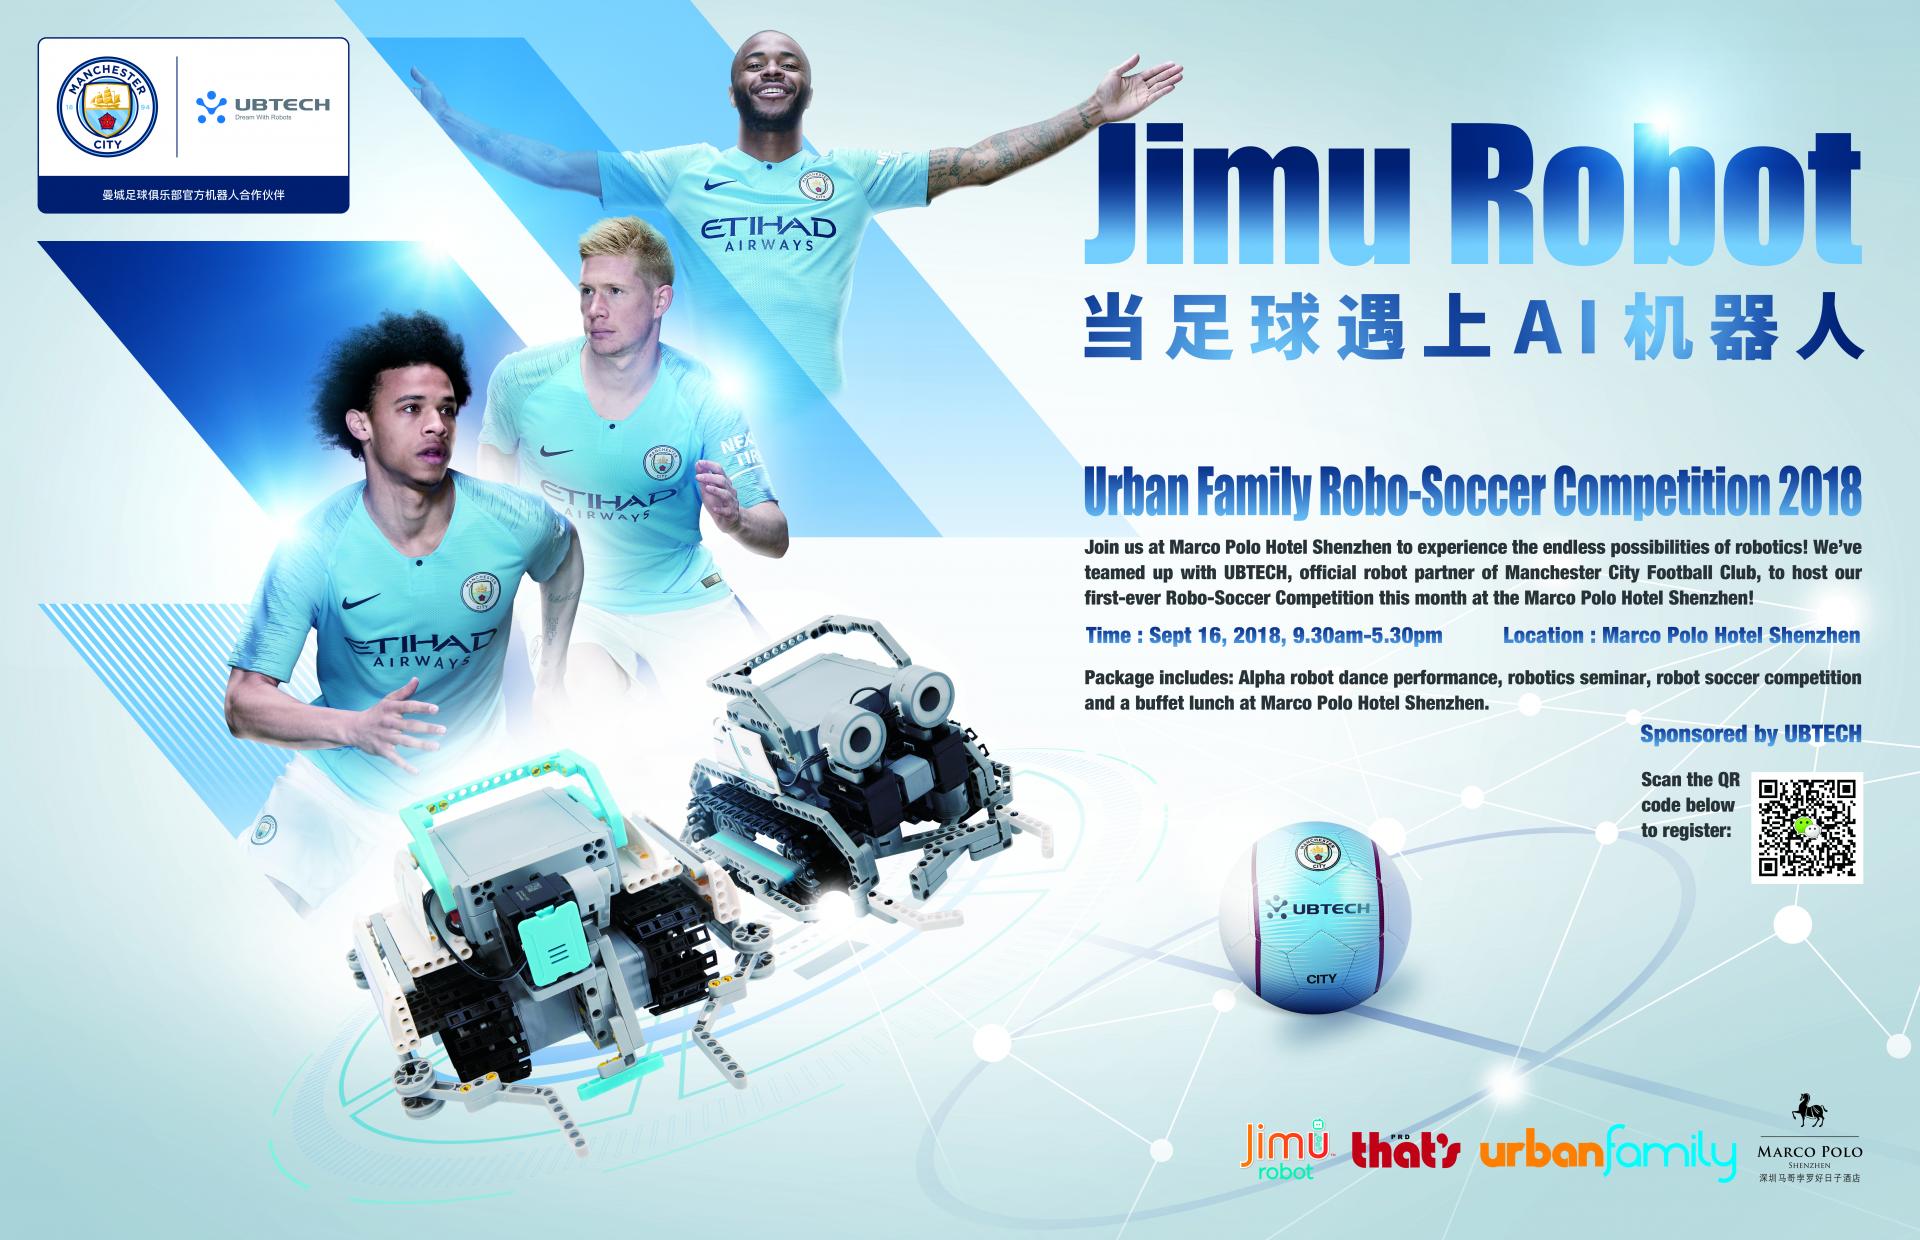 MANCHESTER
18 94
CITY
UBTECH
Dream With Robots
曼城足球俱乐部官方机器人合作伙伴
ETIHAD
AIRWAYS
NEX
TIR
ETIHAD
AIRWAYS
ETIHAD
AIRWAYS
Jimu Robot
当足球遇上AI机器人
Urban Family Robo-Soccer Competition 2018
Join us at Marco Polo Hotel Shenzhen to experience the endless possibilities of robotics! We've
teamed up with UBTECH, official robot partner of Manchester City Football Club, to host our
first-ever Robo-Soccer Competition this month at the Marco Polo Hotel Shenzhen!
Time : Sept 16, 2018, 9.30am-5.30pm Location : Marco Polo Hotel Shenzhen
Package includes: Alpha robot dance performance, robotics seminar, robot soccer competition
and a buffet lunch at Marco Polo Hotel Shenzhen.
Sponsored by UBTECH
Scan the QR
code below
to register:
MANCHESTER
CITY
UBTECH
CITY
Jimu
robot
PRD
that's
urbanfamily
MARCO POLO
SHENZHEN
深圳马哥孛罗好日子酒店